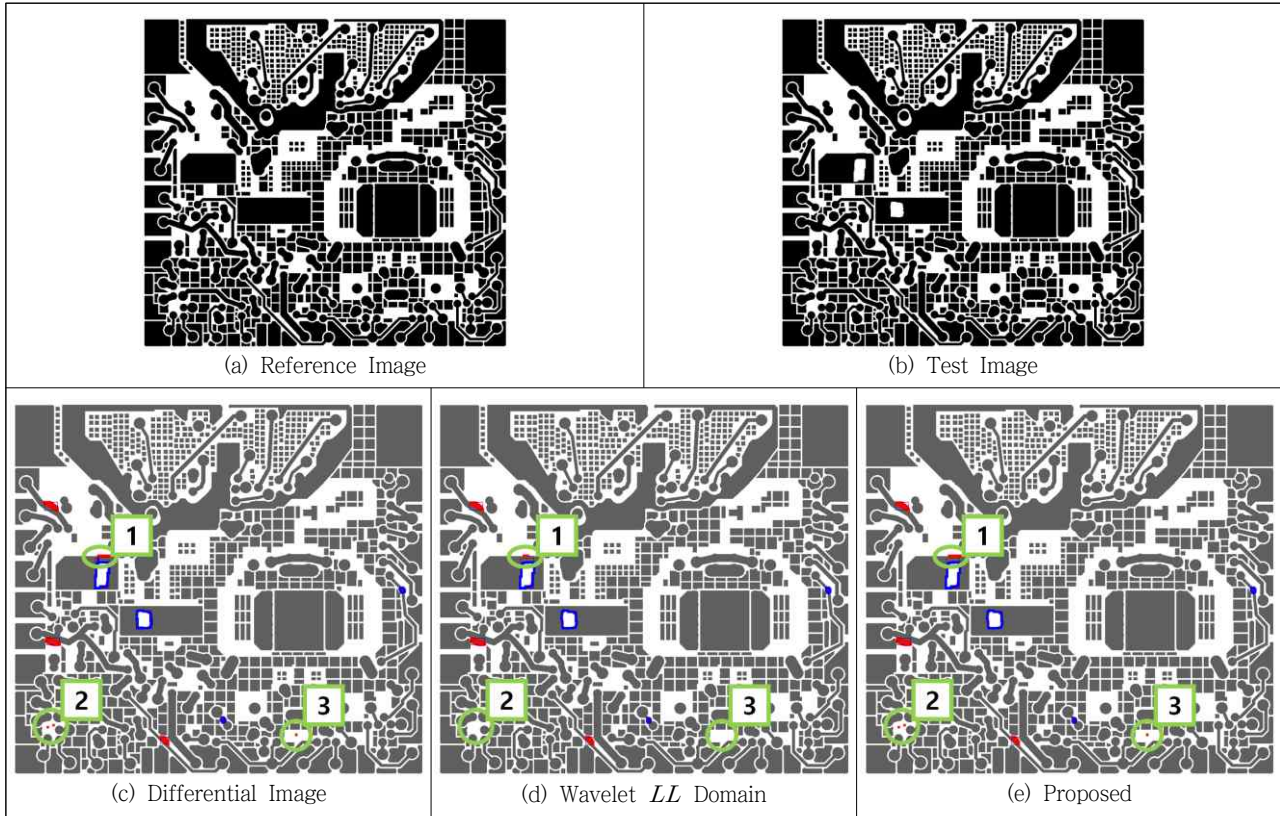 (a) Reference Image
(b) Test Image
1
2
3
(c) Differential Image
1
2
3
(d) Wavelet LL Domain
1
2
3
(e) Proposed